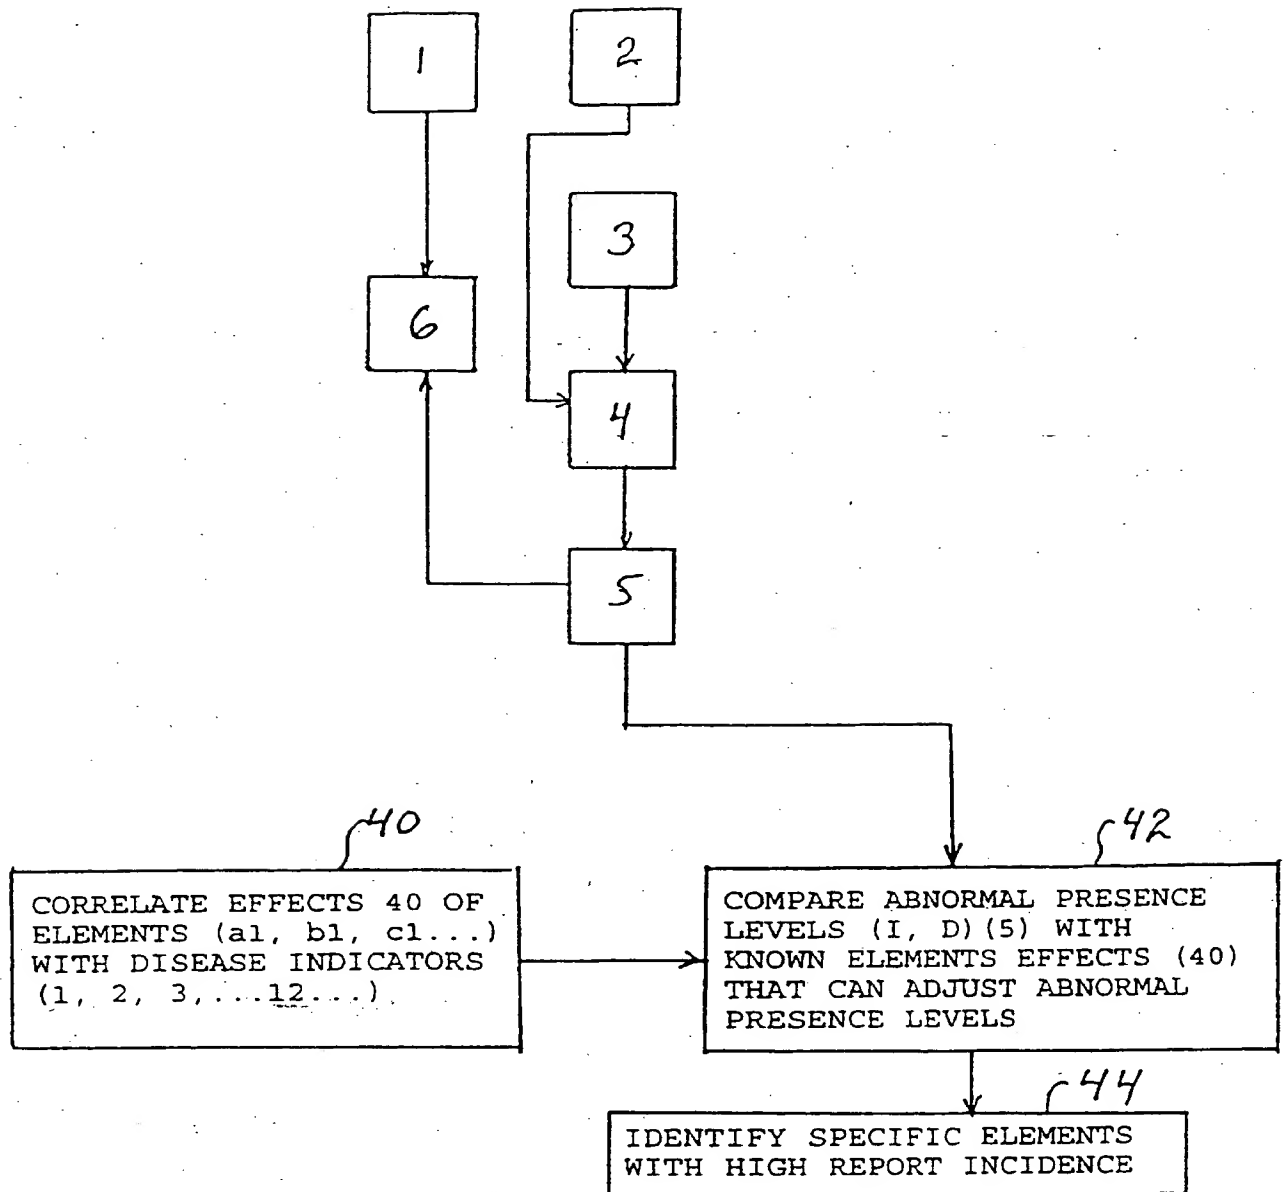 1
2
3
6
4
5
40
42
CORRELATE EFFECTS 40 OF
ELEMENTS (a1, b1, c1...)
WITH DISEASE INDICATORS
(1, 2, 3,...12...).
COMPARE ABNORMAL PRESENCE
LEVELS (I, D)(5) WITH
KNOWN ELEMENTS EFFECTS (40)
THAT CAN ADJUST ABNORMAL
PRESENCE LEVELS
44
IDENTIFY SPECIFIC ELEMENTS
WITH HIGH REPORT INCIDENCE